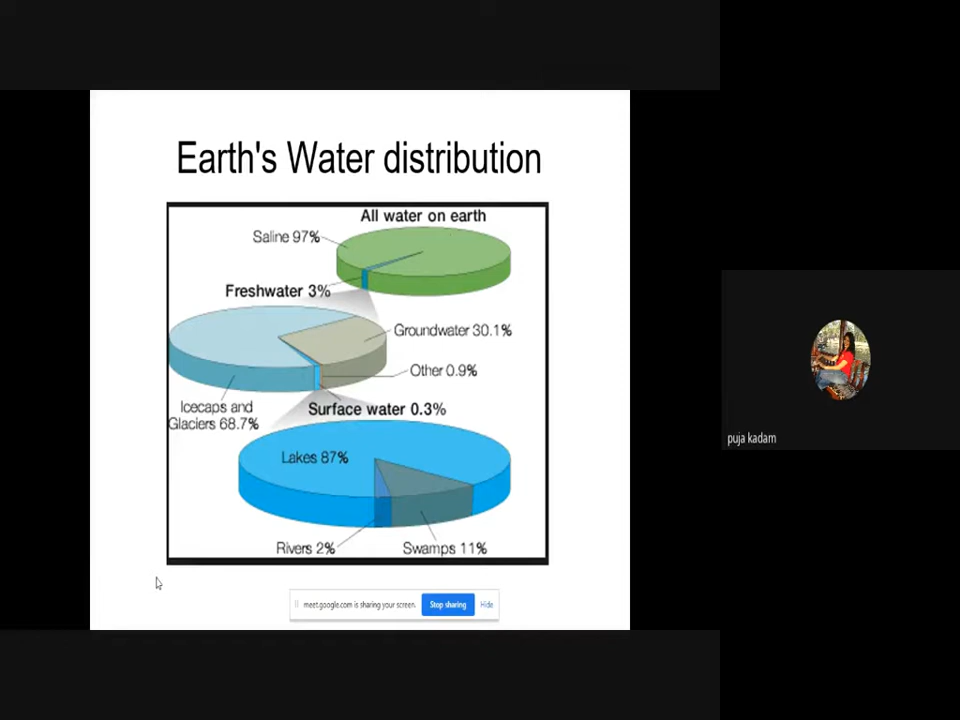 Earth's Water distribution
All water on earth
Saline 97%
Freshwater 3%
Groundwater 30.1%
Other 0.9%
Icecaps and
Glaciers 68.7%
Surface water 0.3%
Lakes 87%
Rivers 2%
Swamps 11%
meet.google.com is sharing your screen.
Stop sharing
Hide
puja kadam